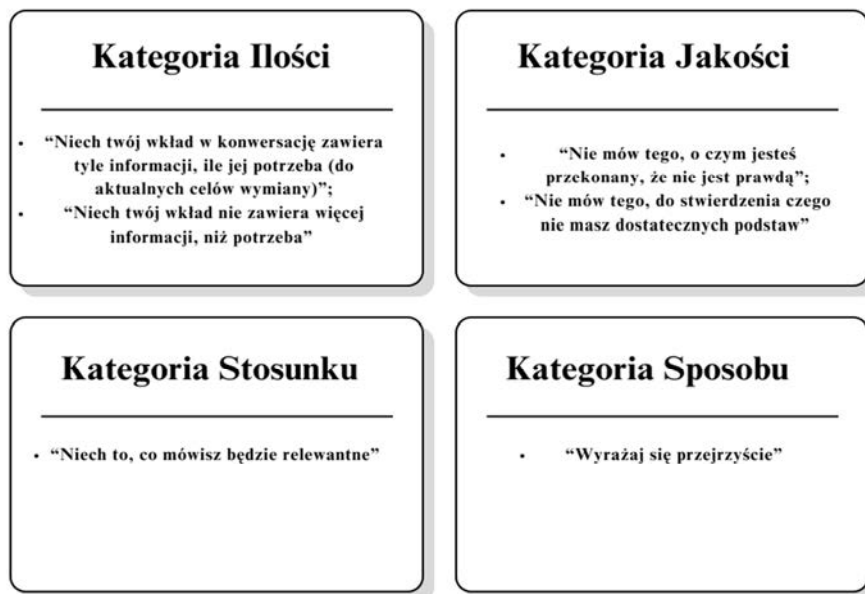 Kategoria Ilości
• “Niech twój wkład w konwersację zawiera
tyle informacji, ile jej potrzeba (do
aktualnych celów wymiany)”;
• “Niech twój wkład nie zawiera więcej
informacji, niż potrzeba”
Kategoria Jakości
• “Nie mów tego, o czym jesteś
przekonany, że nie jest prawdą”;
• “Nie mów tego, do stwierdzenia czego
nie masz dostatecznych podstaw”
Kategoria Stosunku
• “Niech to, co mówisz będzie relewantne”
Kategoria Sposobu
• “Wyrażaj się przejrzyście”